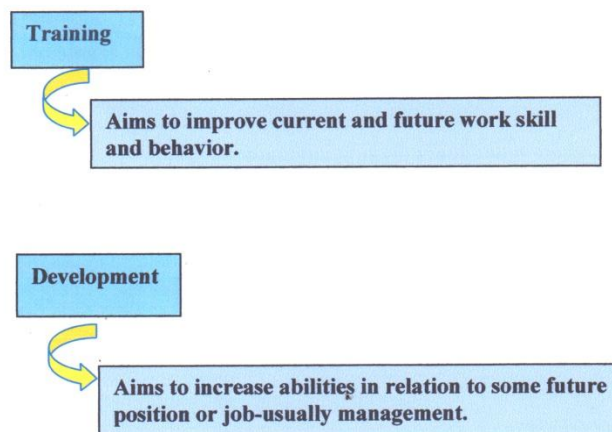 Training
Aims to improve current and future work skill
and behavior.
Development
Aims to increase abilities in relation to some future
position or job-usually management.